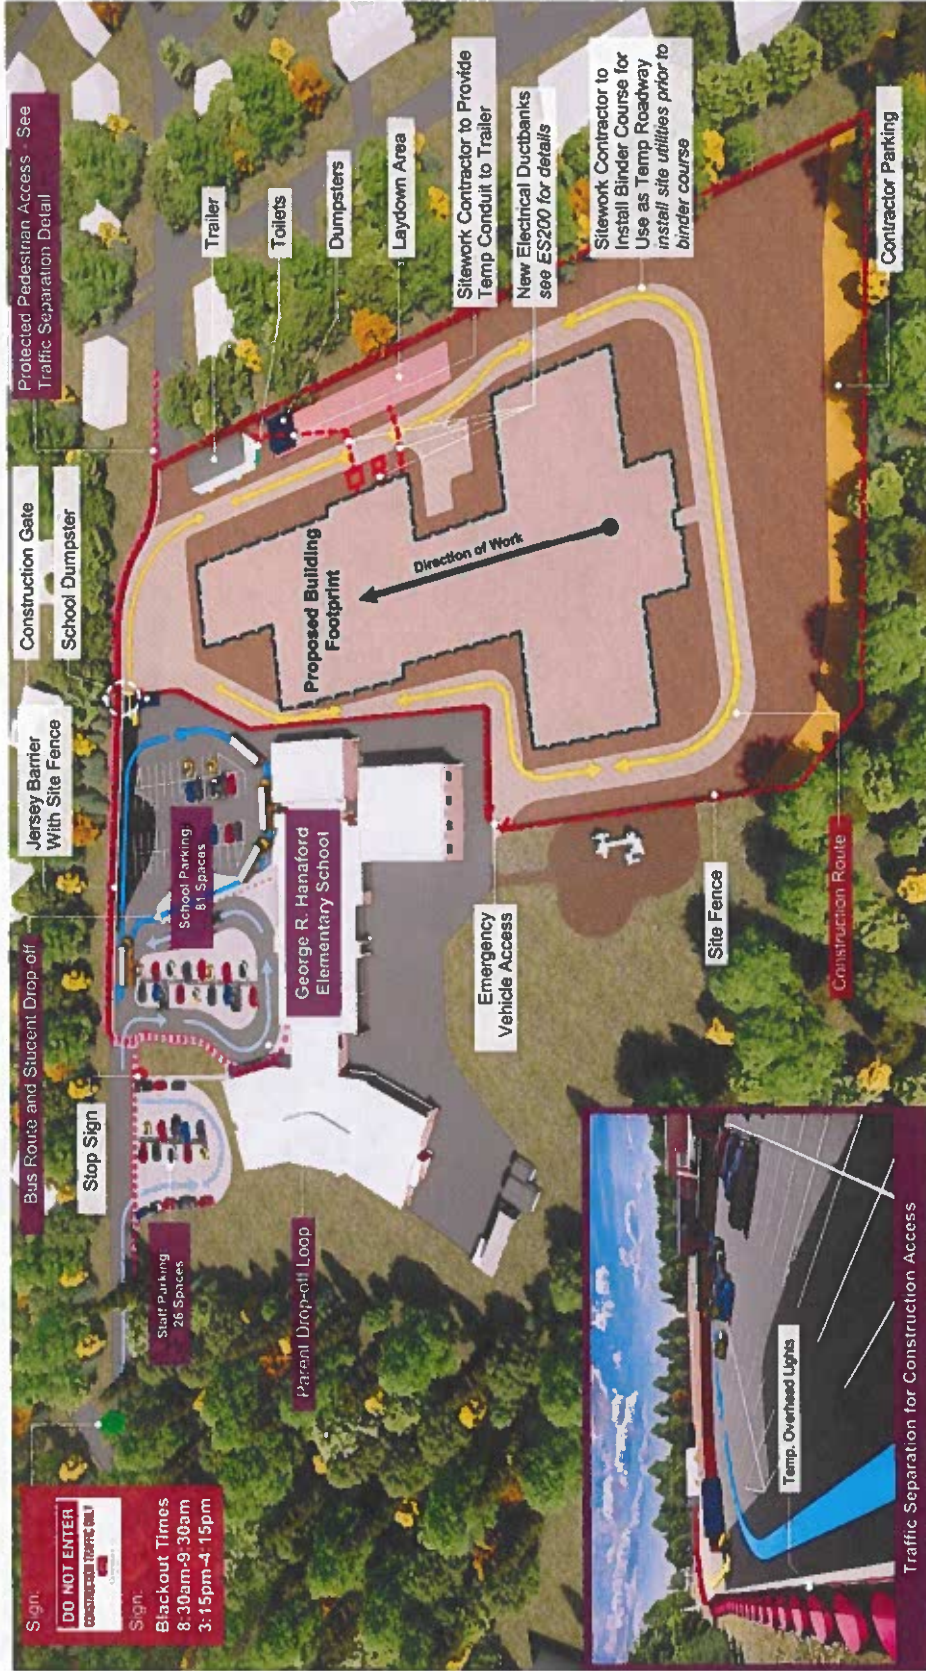 Sign:
DO NOT ENTER
CONSTRUCTION TRAFFIC ONLY
Sign:
Blackout Times
8:30am-9:30am
3:15pm-4:15pm
Bus Route and Student Drop-off
Stop Sign
Staff Parking:
26 Spaces
Parent Drop-off Loop
Jersey Barrier
With Site Fence
School Parking:
81 Spaces
George R. Hanaford
Elementary School
Emergency
Vehicle Access
Site Fence
Construction Route
Construction Gate
School Dumpster
Proposed Building
Footprint
Direction of Work
Protected Pedestrian Access - See
Traffic Separation Detail
Trailer
Toilets
Dumpsters
Laydown Area
Sitework Contractor to Provide
Temp Conduit to Trailer
New Electrical Ductbanks
see ES200 for details
Sitework Contractor to
Install Binder Course for
Use as Temp Roadway
install site utilities prior to
binder course
Contractor Parking
Temp. Overhead Lights
Traffic Separation for Construction Access